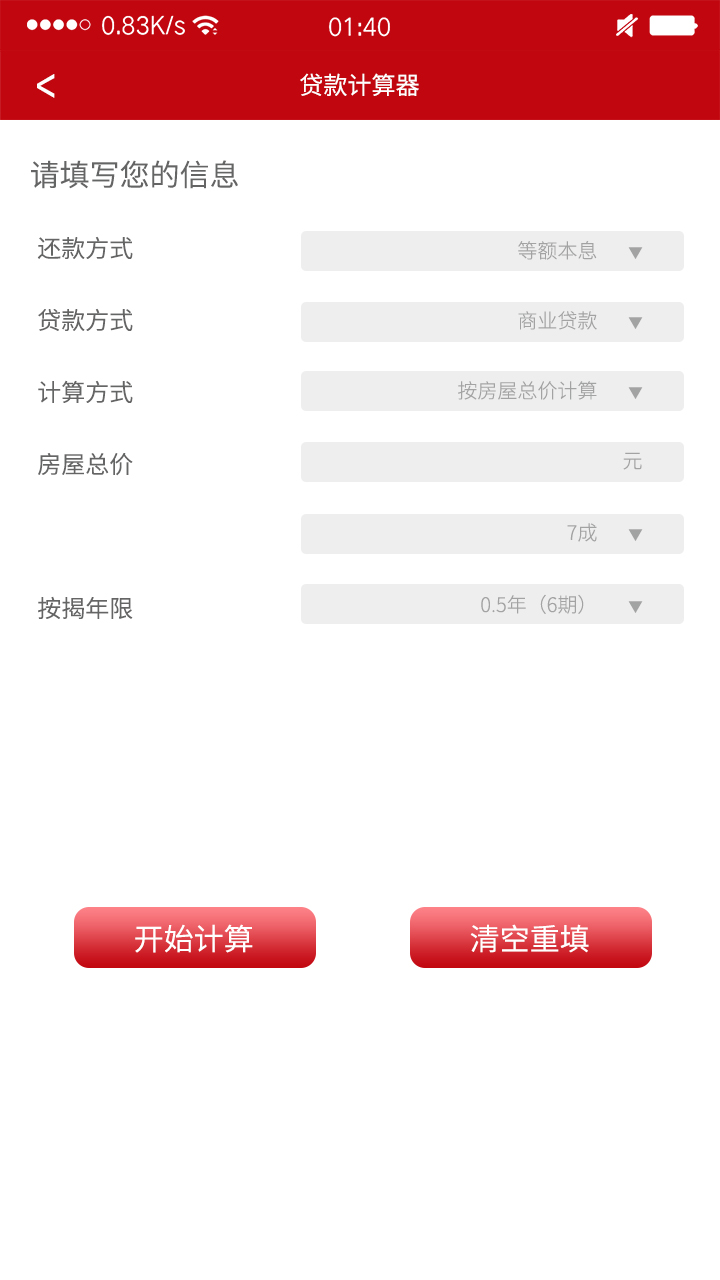 0.83K/s 01:40
< 贷款计算器
请填写您的信息
还款方式 等额本息 ▼
贷款方式 商业贷款 ▼
计算方式 按房屋总价计算 ▼
房屋总价 元
7成 ▼
按揭年限 0.5年（6期） ▼
开始计算 清空重填